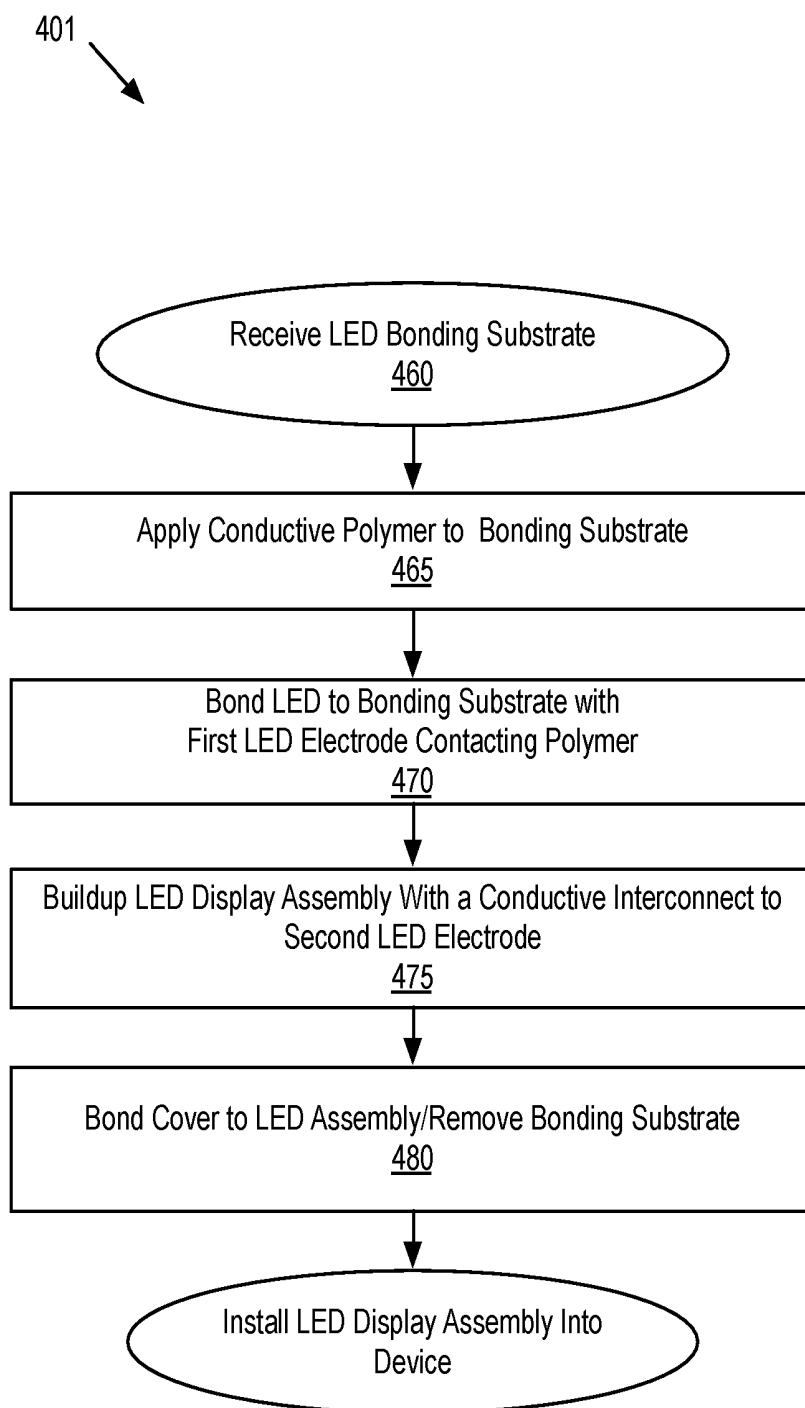 401
Receive LED Bonding Substrate
460
Apply Conductive Polymer to Bonding Substrate
465
Bond LED to Bonding Substrate with
First LED Electrode Contacting Polymer
470
Buildup LED Display Assembly With a Conductive Interconnect to
Second LED Electrode
475
Bond Cover to LED Assembly/Remove Bonding Substrate
480
Install LED Display Assembly Into
Device